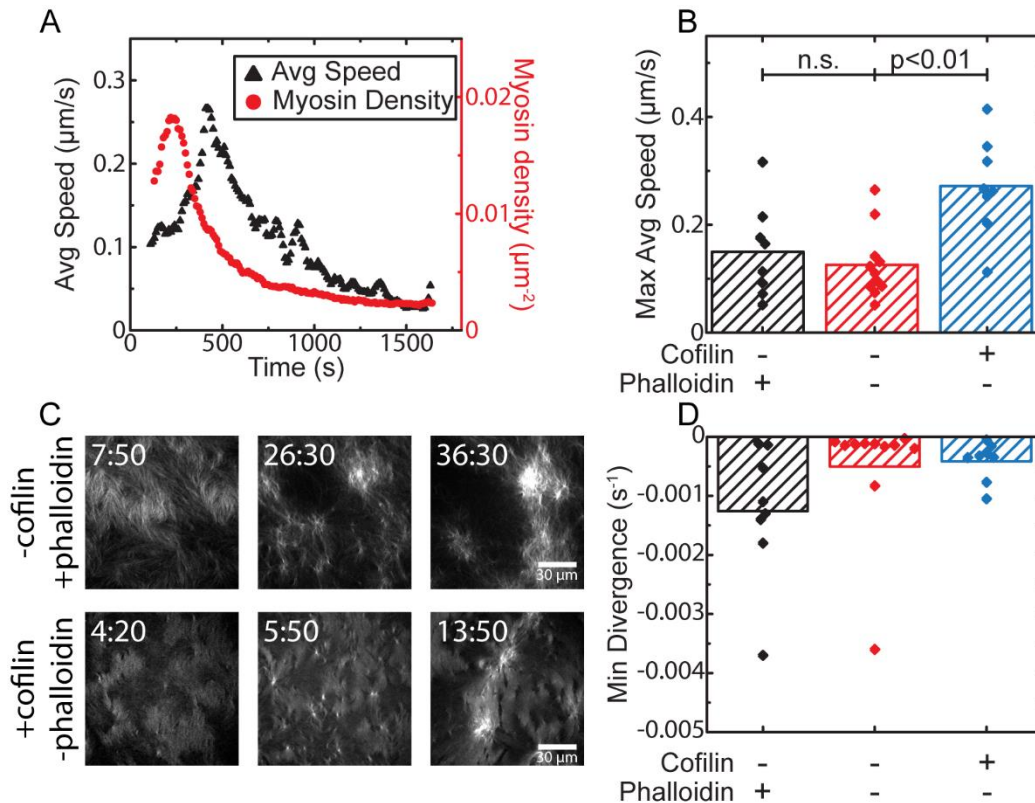 A
Avg Speed (μm/s)
0.3
0.2
0.1
0
Avg Speed
Myosin Density
0.02
0.01
0
Myosin density (μm⁻²)
0 500 1000 1500
Time (s)
B
Max Avg Speed (μm/s)
0.4
0.2
0
n.s. p<0.01
Cofilin - - +
Phalloidin + - -
C
-cofilin
+phalloidin
7:50 26:30 36:30
30 μm
+cofilin
-phalloidin
4:20 5:50 13:50
30 μm
D
Min Divergence (s⁻¹)
0
-0.001
-0.002
-0.003
-0.004
-0.005
Cofilin - - +
Phalloidin + - -